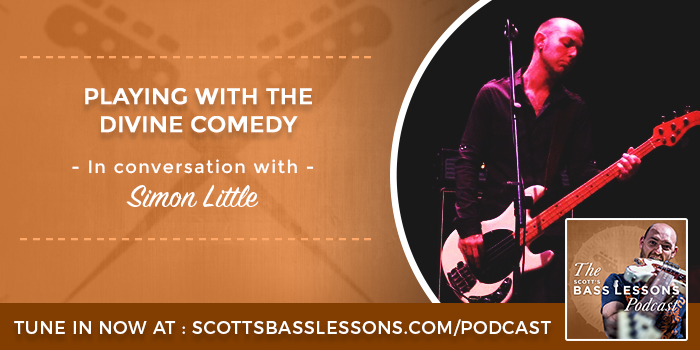 PLAYING WITH THE
DIVINE COMEDY
- In conversation with -
Simon Little
The
SCOTT'S
BASS LESSONS
Podcast
TUNE IN NOW AT : SCOTTSBASSLESSONS.COM/PODCAST